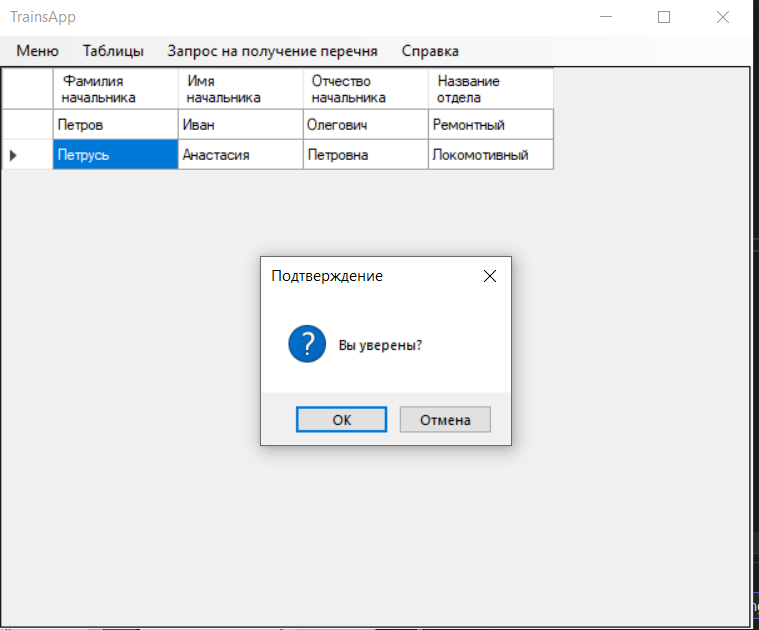 TrainsApp
Меню Таблицы Запрос на получение перечня Справка
Фамилия начальника Имя начальника Отчество начальника Название отдела
Петров Иван Олегович Ремонтный
Петрусь Анастасия Петровна Локомотивный
Подтверждение
?
Вы уверены?
ОК Отмена